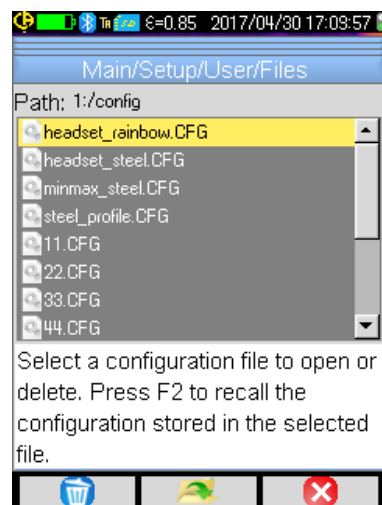 TR ε=0.85 2017/04/30 17:09:57
Main/Setup/User/Files
Path: 1:/config
headset_rainbow.CFG
headset_steel.CFG
minmax_steel.CFG
steel_profile.CFG
11.CFG
22.CFG
33.CFG
44.CFG
Select a configuration file to open or
delete. Press F2 to recall the
configuration stored in the selected
file.